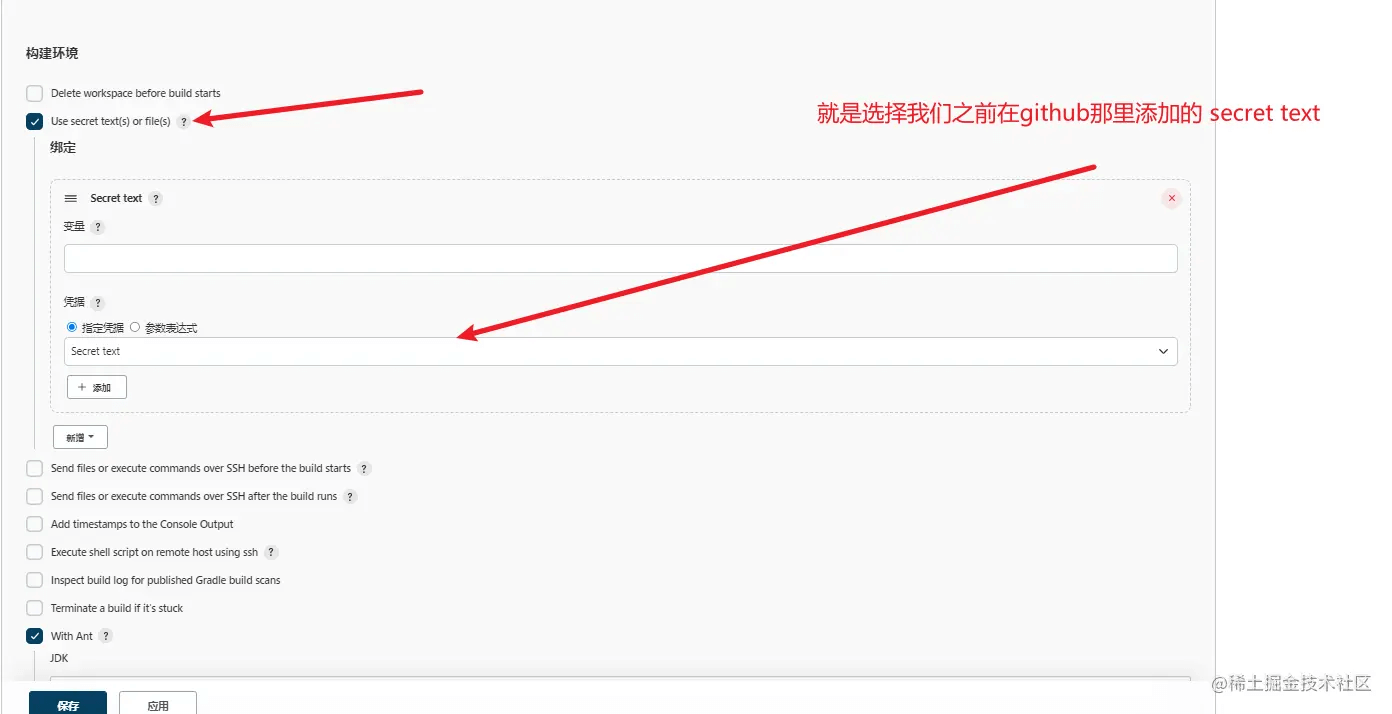 构建环境
Delete workspace before build starts
Use secret text(s) or file(s) ?
就是选择我们之前在github那里添加的 secret text
绑定
Secret text ?
变量 ?
凭据 ?
指定凭据 参数表达式
Secret text
+ 添加
新增
Send files or execute commands over SSH before the build starts ?
Send files or execute commands over SSH after the build runs ?
Add timestamps to the Console Output
Execute shell script on remote host using ssh ?
Inspect build log for published Gradle build scans
Terminate a build if it's stuck
With Ant ?
JDK
@稀土掘金技术社区
保存 应用